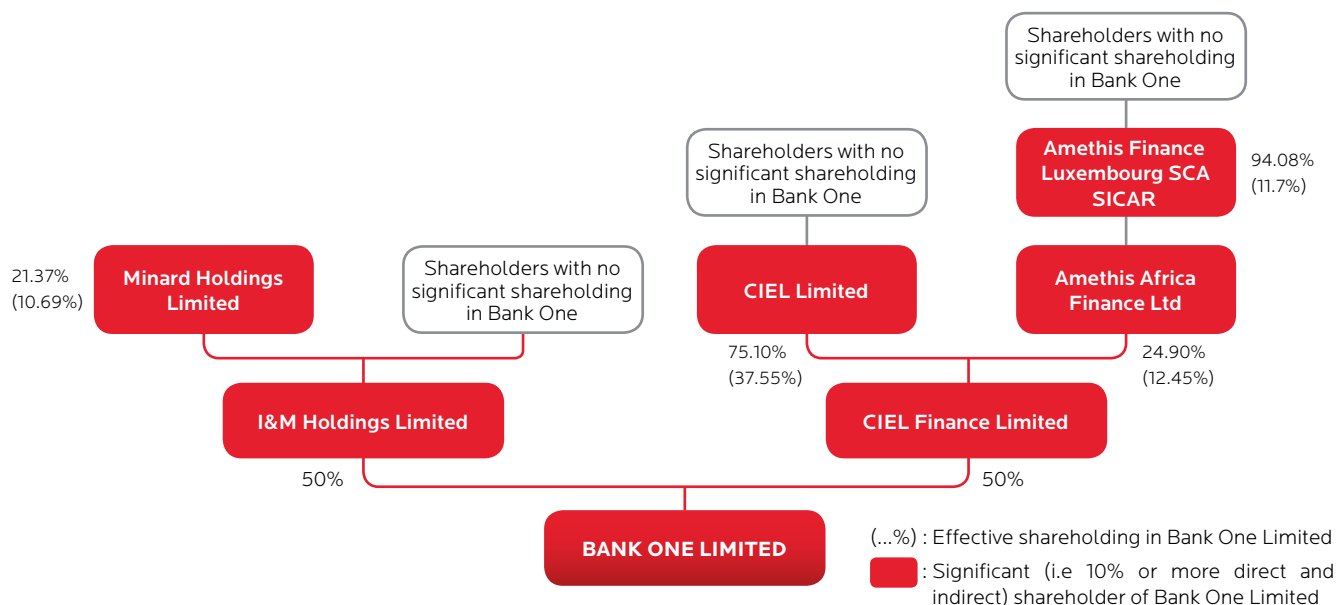 Shareholders with no
significant shareholding
in Bank One
Shareholders with no
significant shareholding
in Bank One
Amethis Finance
Luxembourg SCA
SICAR
94.08%
(11.7%)
21.37%
(10.69%)
Minard Holdings
Limited
Shareholders with no
significant shareholding
in Bank One
CIEL Limited
Amethis Africa
Finance Ltd
75.10%
(37.55%)
24.90%
(12.45%)
I&M Holdings Limited
CIEL Finance Limited
50%
50%
BANK ONE LIMITED
(...%) : Effective shareholding in Bank One Limited
: Significant (i.e 10% or more direct and
indirect) shareholder of Bank One Limited